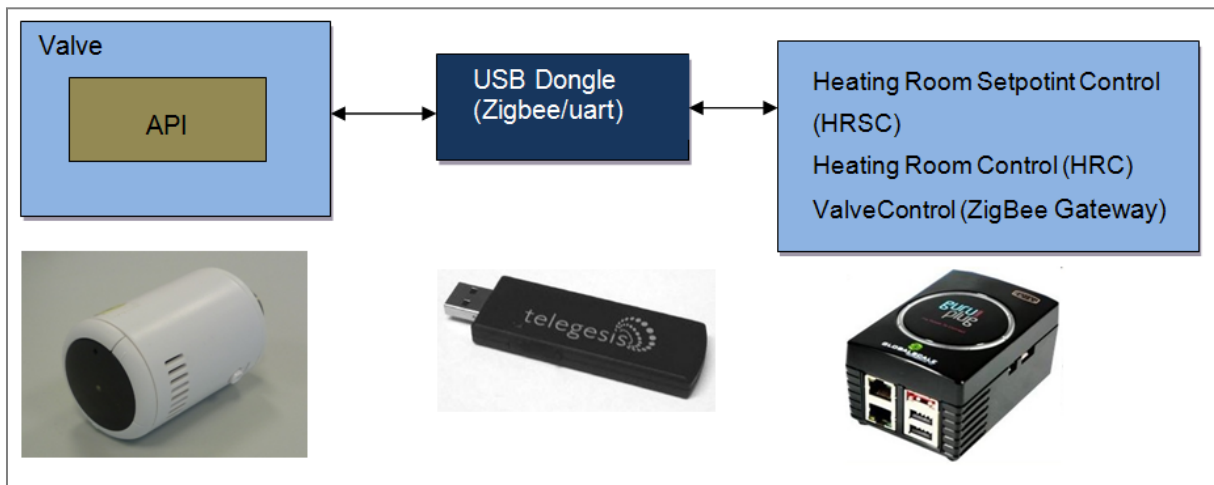 Valve
API
USB Dongle
(Zigbee/uart)
Heating Room Setpotint Control
(HRSC)
Heating Room Control (HRC)
ValveControl (ZigBee Gateway)
telegesis
guru
plug
GLOBALSCALE